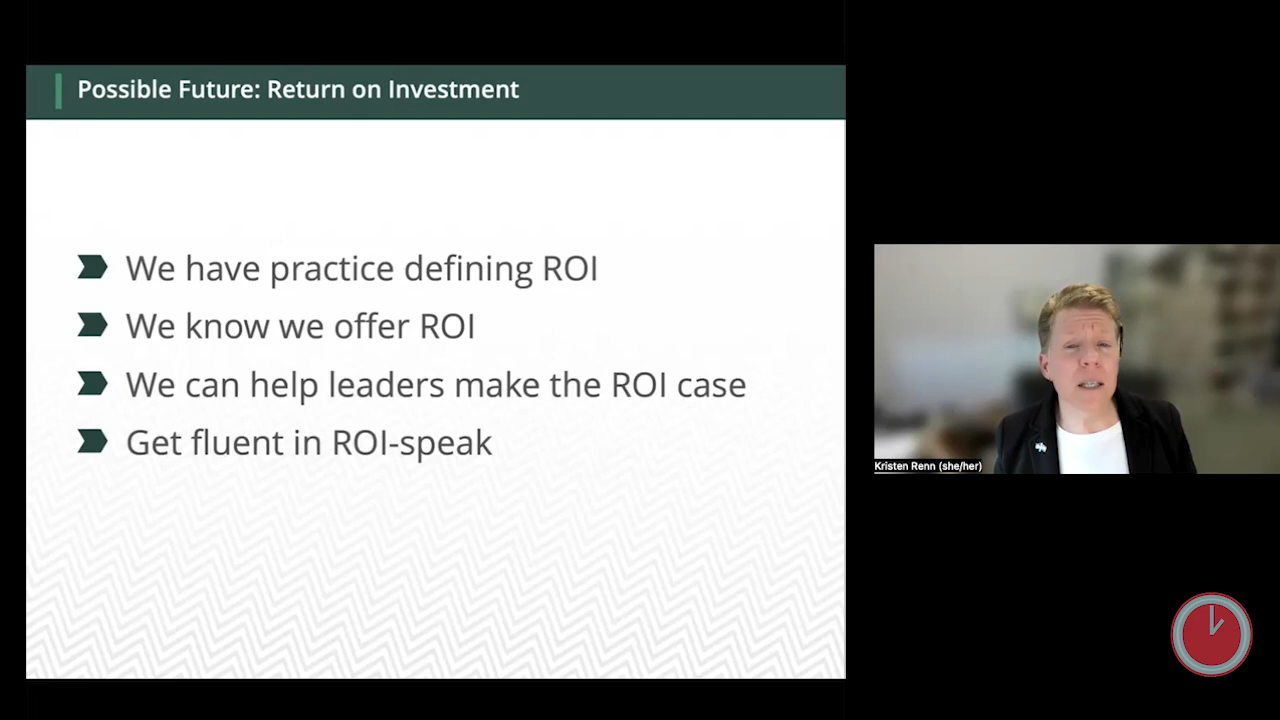 Possible Future: Return on Investment
We have practice defining ROI
We know we offer ROI
We can help leaders make the ROI case
Get fluent in ROI-speak
Kristen Renn (she/her)